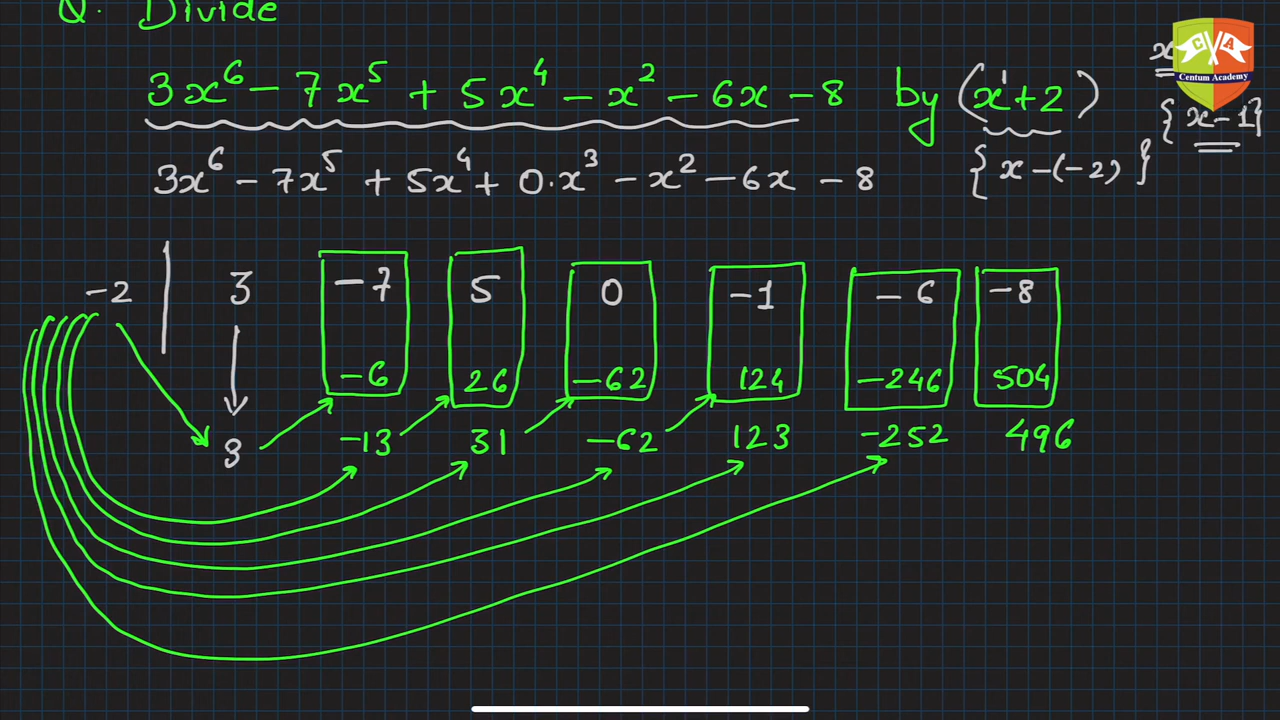 Q. Divide
3x⁶ - 7x⁵ + 5x⁴ - x² - 6x - 8 by (x¹+2)
x
C A
Centum Academy
{x-1}
3x⁶ - 7x⁵ + 5x⁴ + 0·x³ - x² - 6x - 8 {x-(-2)}
-2 | 3 -7 5 0 -1 -6 -8
-6 26 -62 124 -246 504
3 -13 31 -62 123 -252 496